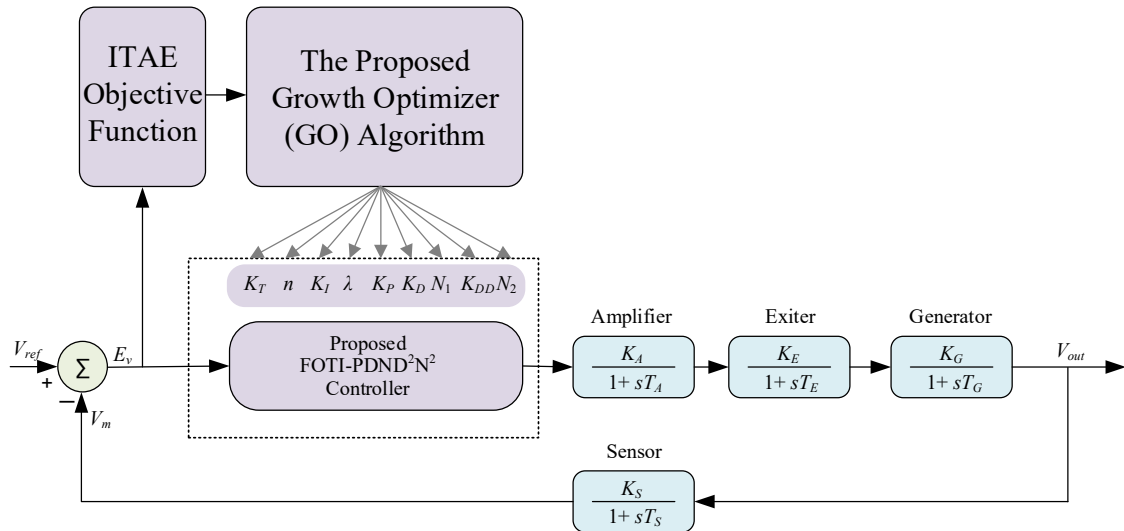 ITAE
Objective
Function
The Proposed
Growth Optimizer
(GO) Algorithm
K_T n K_I λ K_P K_D N_1 K_DD N_2
Proposed
FOTI-PDND²N²
Controller
V_ref
+
Σ
−
E_v
V_m
Amplifier
K_A
1+ sT_A
Exiter
K_E
1+ sT_E
Generator
K_G
1+ sT_G
V_out
Sensor
K_S
1+ sT_S